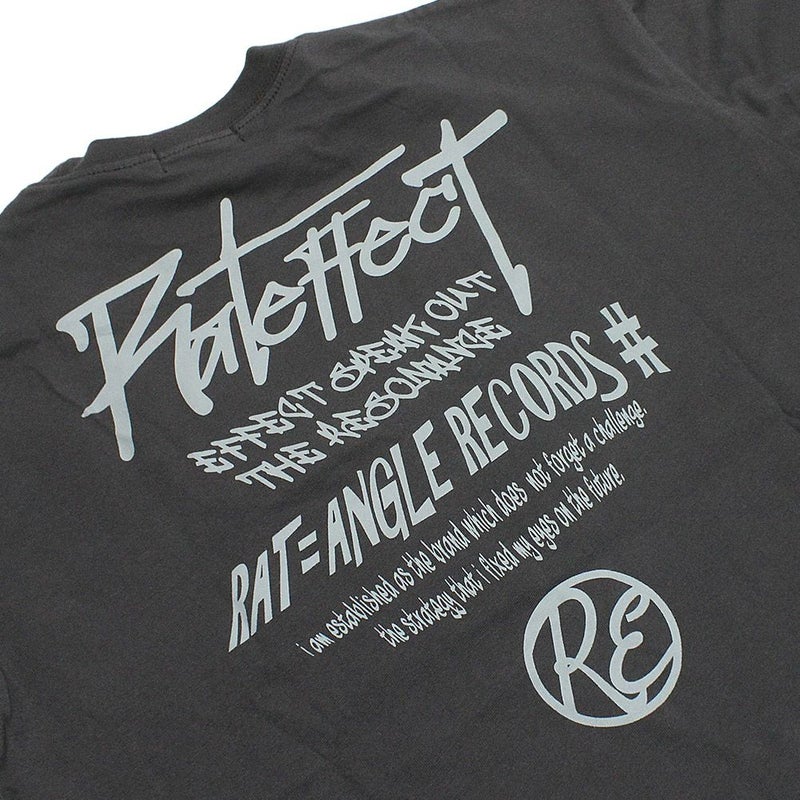 Rateffect
EFFECT SPEAK OUT
THE RESONANCE
RAT=ANGLE RECORDS #
i am established as the brand which does not forget a challenge.
the strategy that i fixed my eyes on the future.
RE